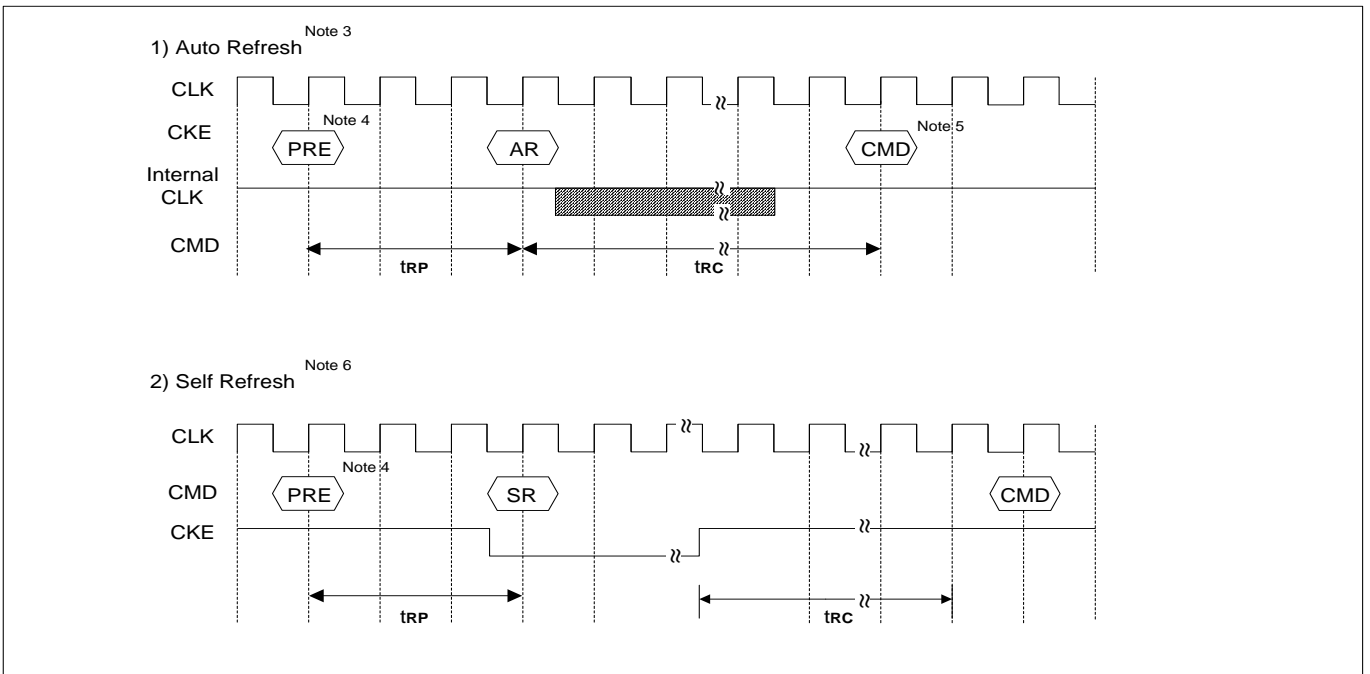 1) Auto Refresh Note 3
CLK
CKE
PRE Note 4 AR CMD Note 5
Internal
CLK
CMD
tRP tRC
2) Self Refresh Note 6
CLK
CMD PRE Note 4 SR CMD
CKE
tRP tRC